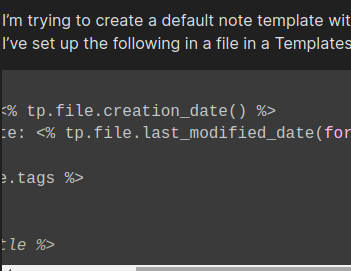 I'm trying to create a default note template wit
I've set up the following in a file in a Templates
<% tp.file.creation_date() %>
te: <% tp.file.last_modified_date(for
e.tags %>
tle %>